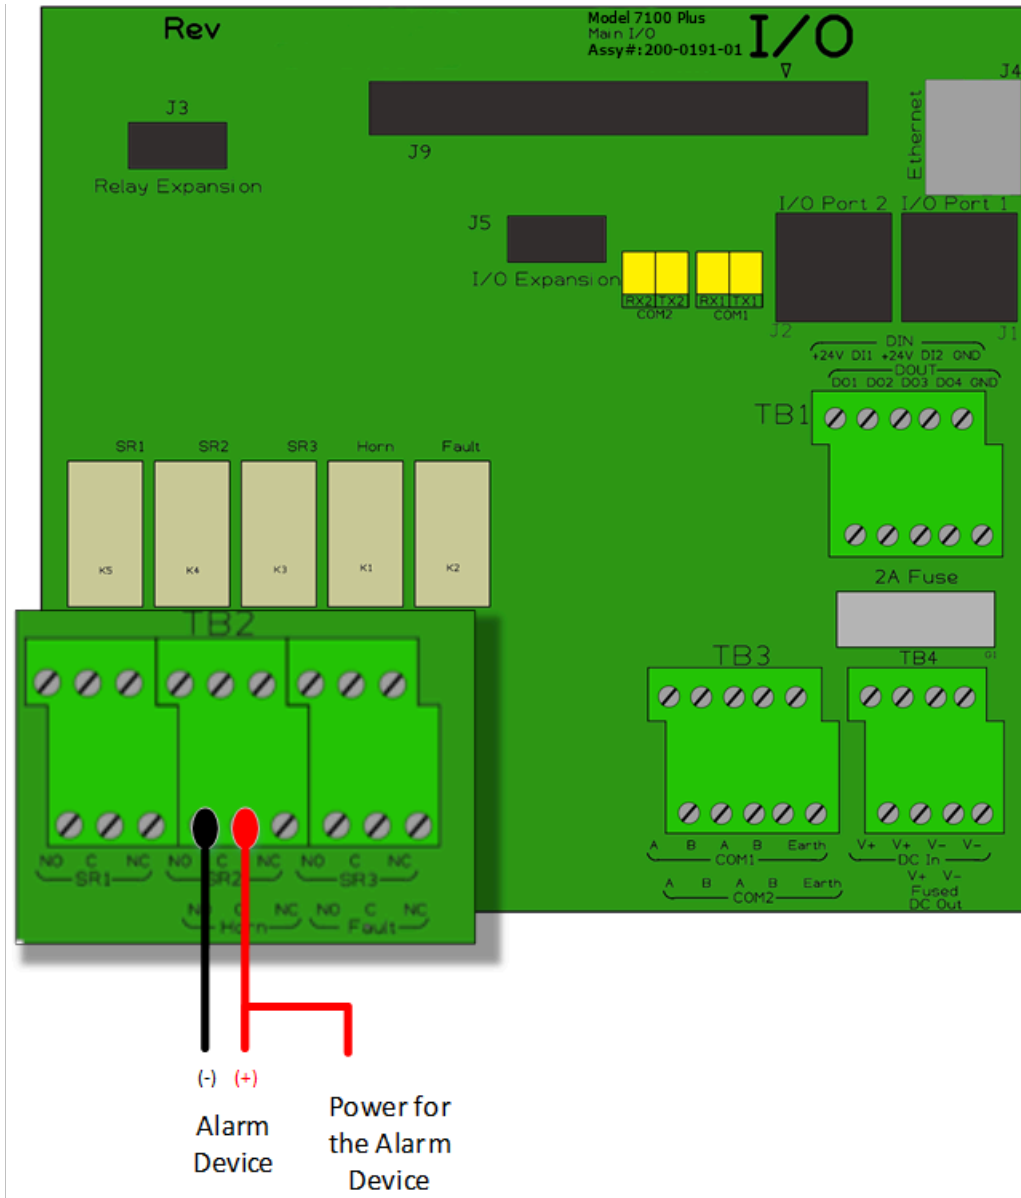 Rev
Model 7100 Plus
Main I/O
Assy#:200-0191-01
I/O
J4
Ethernet
J3
Relay Expansion
J9
J5
I/O Expansion
I/O Port 2 I/O Port 1
RX2 TX2 RX1 TX1
COM2 COM1
J2 J1
DIN
+24V DI1 +24V DI2 GND
DOUT
DO1 DO2 DO3 DO4 GND
TB1
SR1 SR2 SR3 Horn Fault
K5 K4 K3 K1 K2
2A Fuse
G1
TB2
TB3
TB4
NO C NC NO C NC NO C NC
SR1 SR2 SR3
NO C NC NO C NC
Horn Fault
A B A B Earth
COM1
A B A B Earth
COM2
V+ V+ V- V-
DC In
V+ V-
Fused
DC Out
(-) (+)
Alarm
Device
Power for
the Alarm
Device